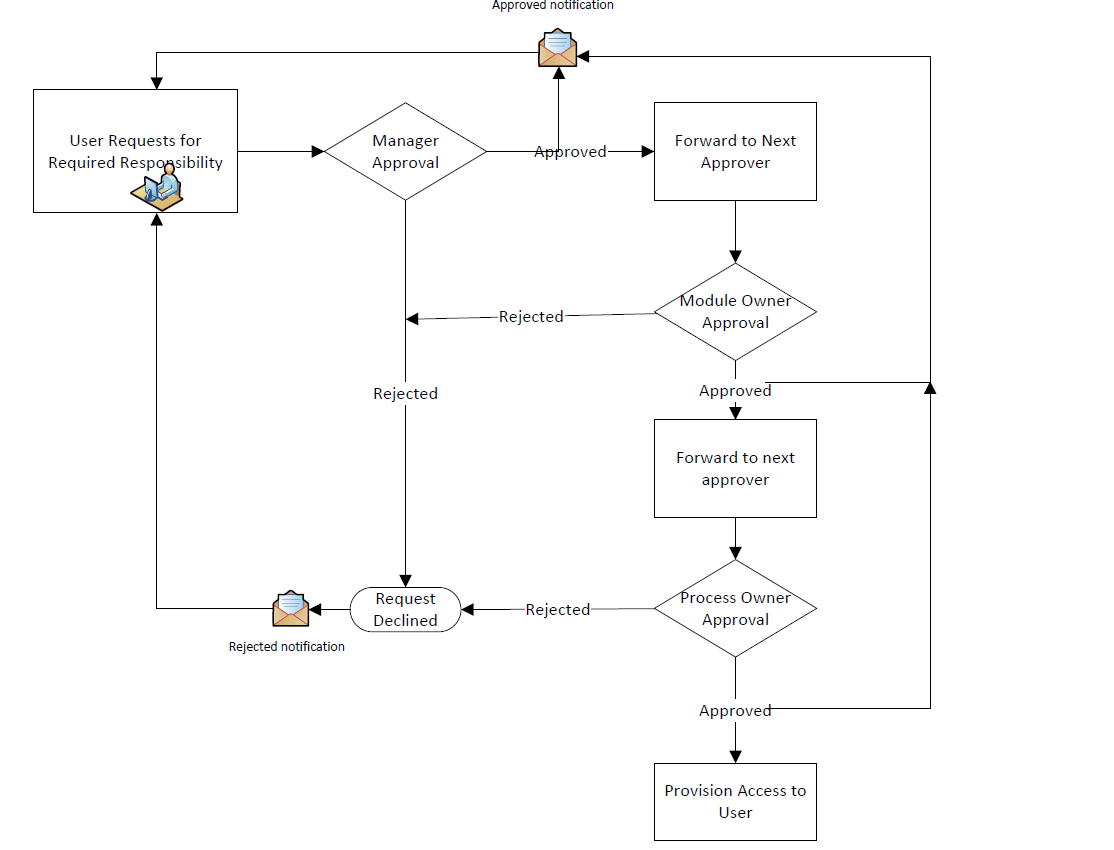 Approved notification
User Requests for
Required Responsibility
Manager
Approval
Approved
Forward to Next
Approver
Module Owner
Approval
Rejected
Rejected
Approved
Forward to next
approver
Process Owner
Approval
Rejected
Request
Declined
Rejected notification
Approved
Provision Access to
User